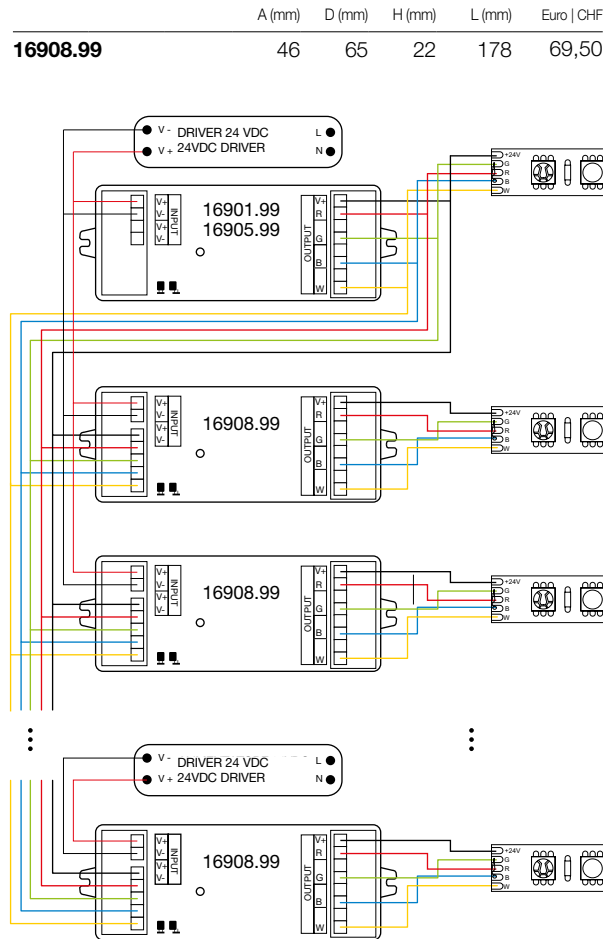 A (mm) D (mm) H (mm) L (mm) Euro | CHF
16908.99 46 65 22 178 69,50
V - DRIVER 24 VDC L
V + 24VDC DRIVER N
+24V
G
R
B
W
V+
V-
V+
V-
INPUT
16901.99
16905.99
OUTPUT
V+
R
G
B
W
V+
V-
V+
V-
INPUT
16908.99
OUTPUT
V+
R
G
B
W
+24V
G
R
B
W
V+
V-
V+
V-
INPUT
16908.99
OUTPUT
V+
R
G
B
W
+24V
G
R
B
W
V - DRIVER 24 VDC L
V + 24VDC DRIVER N
V+
V-
V+
V-
INPUT
16908.99
OUTPUT
V+
R
G
B
W
+24V
G
R
B
W